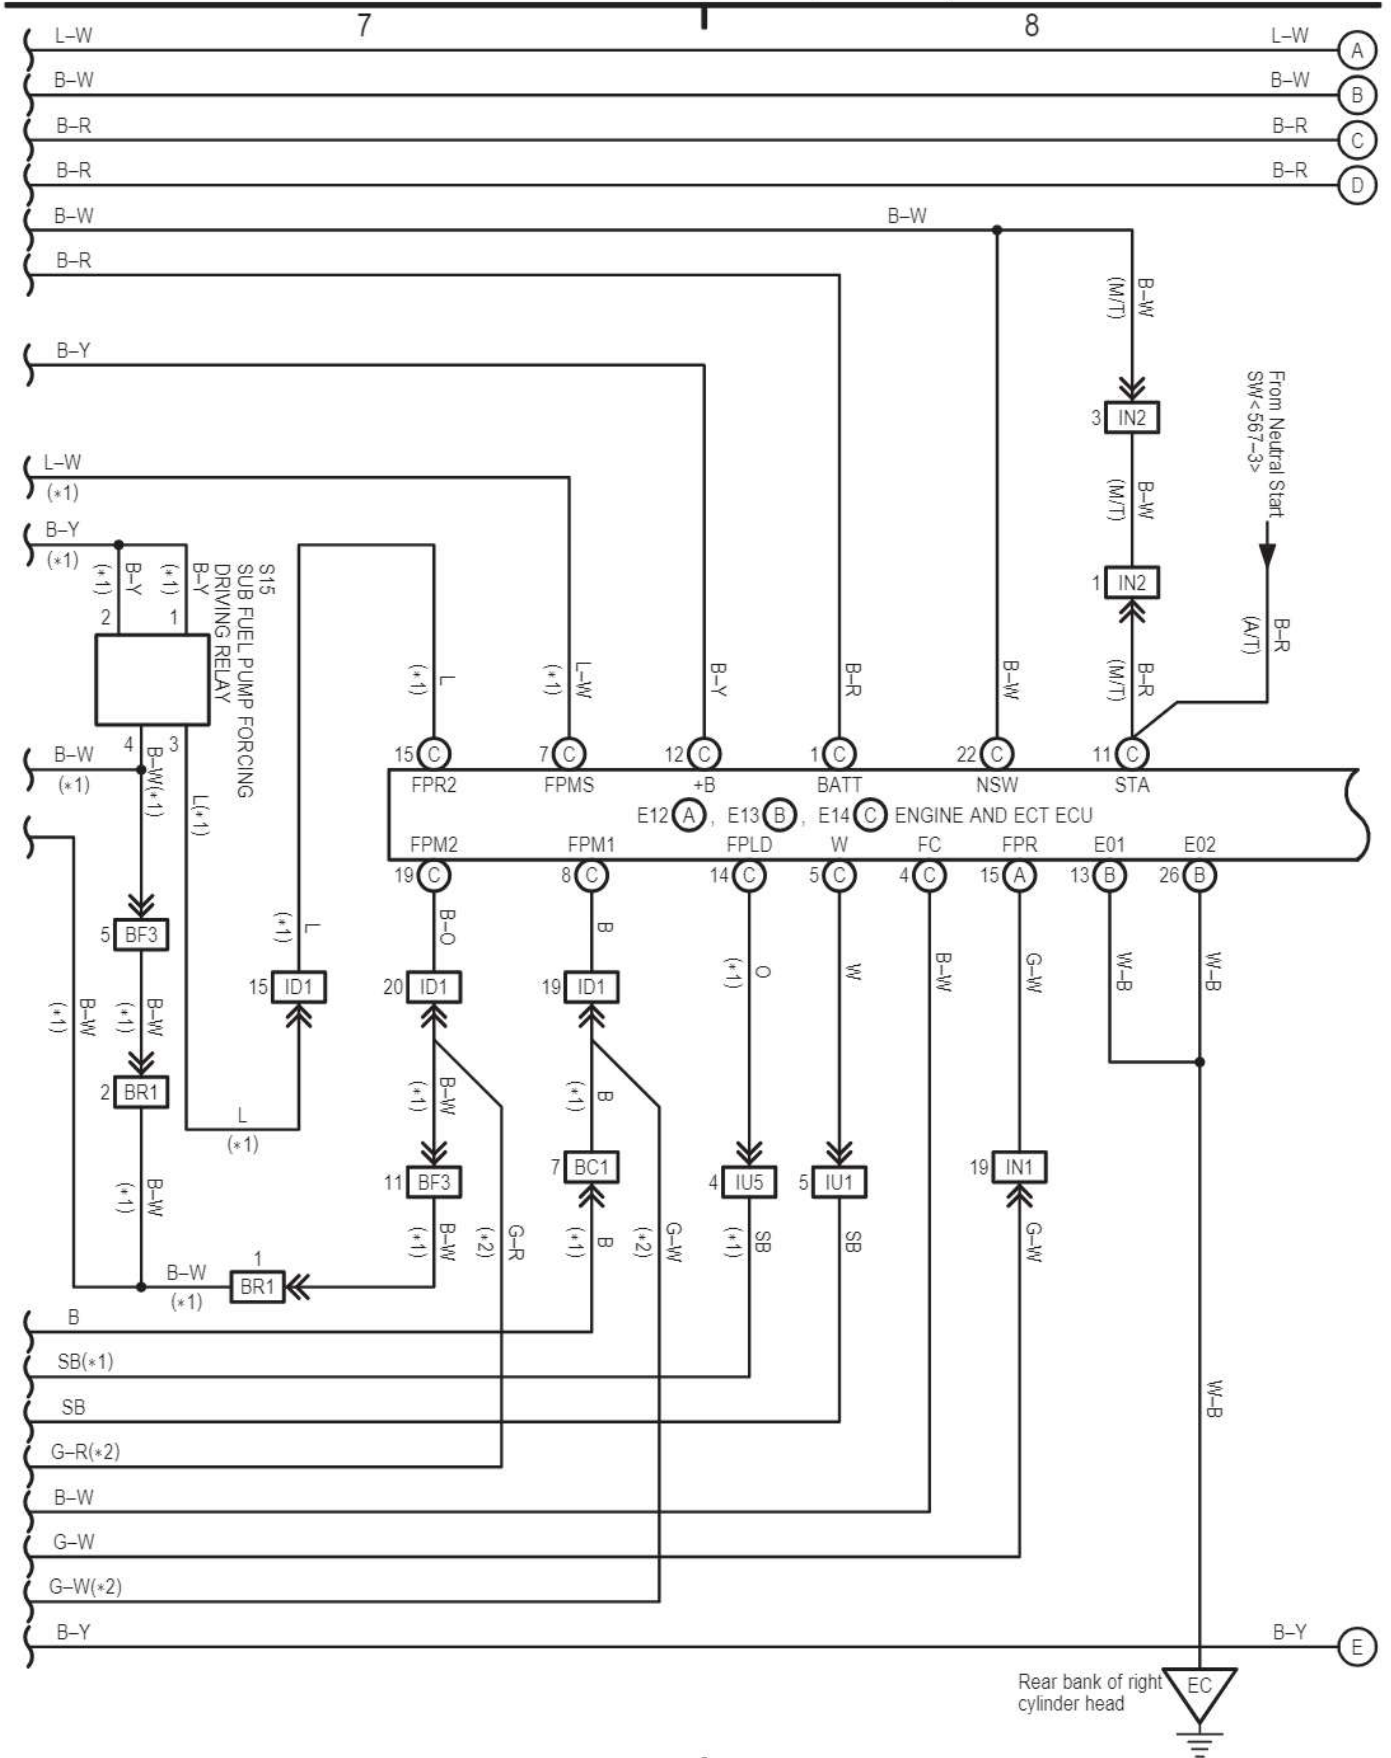 7
8
L–W
L–W
A
B–W
B–W
B
B–R
B–R
C
B–R
B–R
D
B–W
B–W
B–R
B–W
(M/T)
B–Y
From Neutral Start
SW<567–3>
3
IN2
L–W
(*1)
B–W
(M/T)
B–Y
(*1)
B–Y
(*1)
B–Y
(*1)
S15
SUB FUEL PUMP FORCING
DRIVING RELAY
1
IN2
2
1
B–R
(A/T)
L
(*1)
L–W
(*1)
B–Y
B–R
B–W
B–R
(M/T)
4
3
B–W
(*1)
B–W(*1)
L(*1)
15
C
7
C
12
C
1
C
22
C
11
C
FPR2
FPMS
+B
BATT
NSW
STA
E12 A , E13 B , E14 C ENGINE AND ECT ECU
FPM2
FPM1
FPLD
W
FC
FPR
E01
E02
19
C
8
C
14
C
5
C
4
C
15
A
13
B
26
B
5
BF3
L
(*1)
B–O
B
O
(*1)
W
B–W
G–W
W–B
W–B
15
ID1
20
ID1
19
ID1
B–W
(*1)
B–W
(*1)
2
BR1
L
(*1)
B–W
(*1)
B
(*1)
11
BF3
7
BC1
4
IU5
5
IU1
19
IN1
B–W
(*1)
B–W
(*1)
G–R
(*2)
B
(*1)
G–W
(*2)
SB
(*1)
SB
G–W
B–W
(*1)
1
BR1
B
SB(*1)
SB
W–B
G–R(*2)
B–W
G–W
G–W(*2)
B–Y
B–Y
E
Rear bank of right
cylinder head
EC